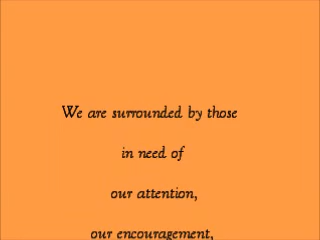 We are surrounded by those
in need of
our attention,
our encouragement,